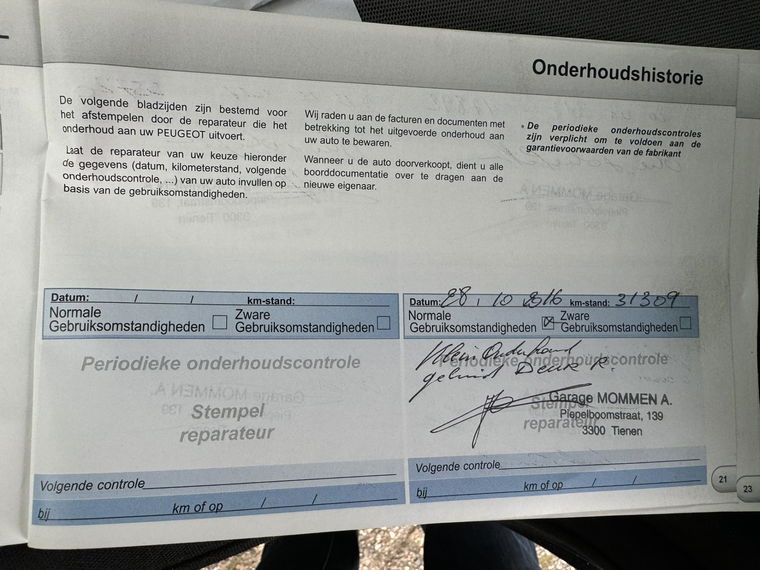 Onderhoudshistorie
De volgende bladzijden zijn bestemd voor
het afstempelen door de reparateur die het
onderhoud aan uw PEUGEOT uitvoert.
Laat de reparateur van uw keuze hieronder
de gegevens (datum, kilometerstand, volgende
onderhoudscontrole, ...) van uw auto invullen op
basis van de gebruiksomstandigheden.
Wij raden u aan de facturen en documenten met
betrekking tot het uitgevoerde onderhoud aan
uw auto te bewaren.
Wanneer u de auto doorverkoopt, dient u alle
boorddocumentatie over te dragen aan de
nieuwe eigenaar.
• De periodieke onderhoudscontroles
zijn verplicht om te voldoen aan de
garantievoorwaarden van de fabrikant
Datum: / / km-stand:
Normale
Gebruiksomstandigheden
Zware
Gebruiksomstandigheden
Periodieke onderhoudscontrole
Stempel
reparateur
Volgende controle
bij km of op / /
Datum: 28, 10 2016 km-stand: 31309
Normale
Gebruiksomstandigheden
Zware
Gebruiksomstandigheden
Klein Onderhoud
Periodieke onderhoudscontrole
Stempel
reparateur
Garage MOMMEN A.
Piepelboomstraat, 139
3300 Tienen
Volgende controle
bij km of op / /
21
23